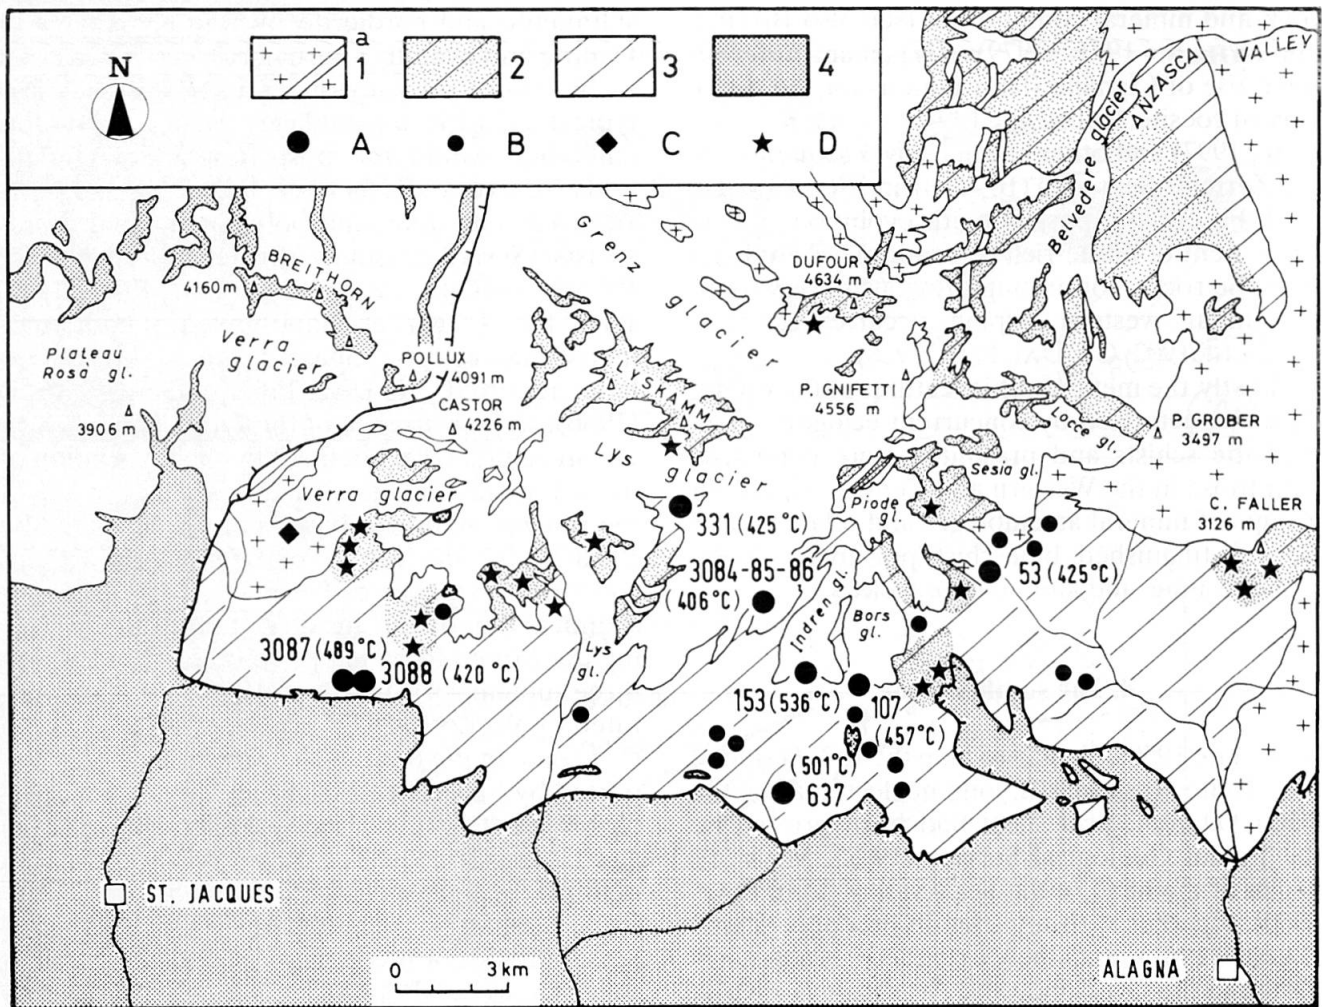 N
a
1
2
3
4
A
B
C
D
VALLEY
ANZASCA
Belvedere glacier
Grenz
glacier
BREITHORN
4160 m
DUFOUR
4634 m
Verra
glacier
Plateau
Rosà gl.
POLLUX
4091 m
LYSKAMM
P. GNIFETTI
4556 m
3906 m
CASTOR
4226 m
Locce gl.
P. GROBER
3497 m
Lys
glacier
Sesia gl.
Verra glacier
Piode
gl.
C. FALLER
3126 m
331 (425 °C)
3084-85-86
(406 °C)
53 (425°C)
Indren gl.
Bors
gl.
3087 (489°C)
3088 (420 °C)
Lys
gl.
153 (536°C)
107
(457°C)
(501°C)
637
ST. JACQUES
0 3 km
ALAGNA